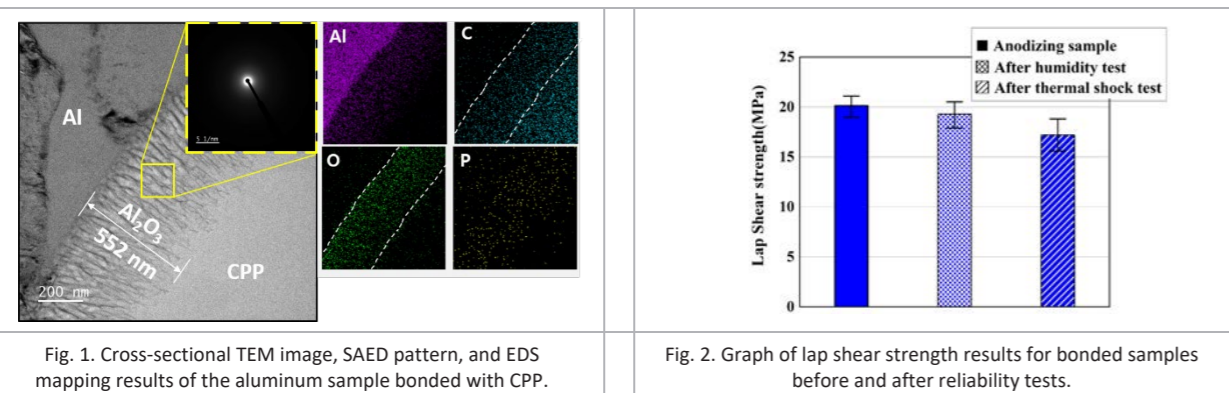 Al
Al₂O₃
552 nm
CPP
200 nm
5 1/nm
Al
C
O
P
Fig. 1. Cross-sectional TEM image, SAED pattern, and EDS
mapping results of the aluminum sample bonded with CPP.
Anodizing sample
After humidity test
After thermal shock test
Lap Shear strength(MPa)
25
20
15
10
5
0
Fig. 2. Graph of lap shear strength results for bonded samples
before and after reliability tests.